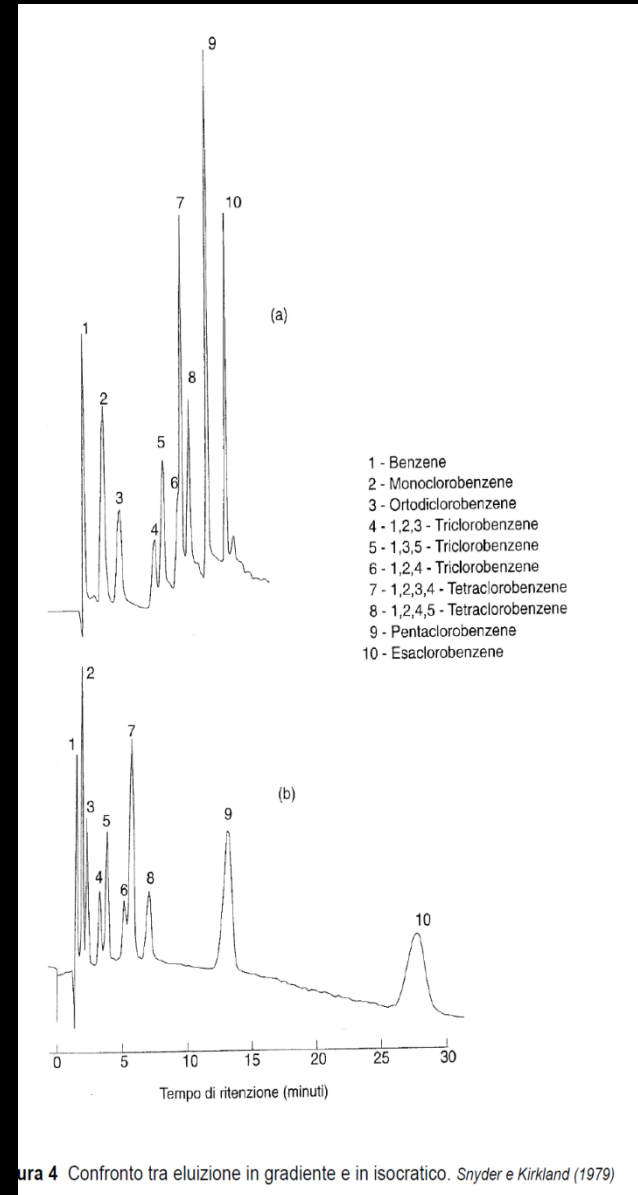 9
7
10
(a)
1
8
2
5
6
3
4
1 - Benzene
2 - Monoclorobenzene
3 - Ortodiclorobenzene
4 - 1,2,3 - Triclorobenzene
5 - 1,3,5 - Triclorobenzene
6 - 1,2,4 - Triclorobenzene
7 - 1,2,3,4 - Tetraclorobenzene
8 - 1,2,4,5 - Tetraclorobenzene
9 - Pentaclorobenzene
10 - Esaclorobenzene
2
7
1
(b)
3
9
5
4
8
6
10
0 5 10 15 20 25 30
Tempo di ritenzione (minuti)
ura 4 Confronto tra eluizione in gradiente e in isocratico. Snyder e Kirkland (1979)